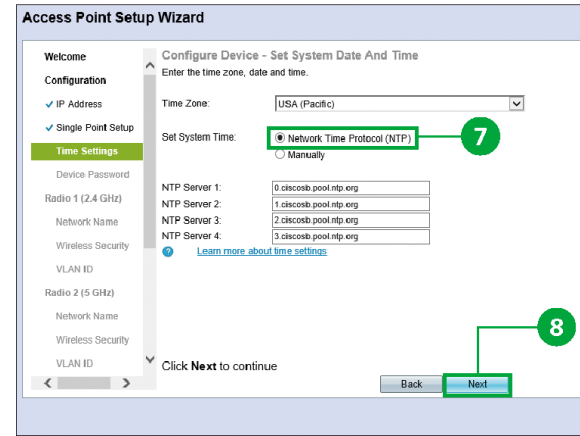 Access Point Setup Wizard
Welcome
Configuration
IP Address
Single Point Setup
Time Settings
Device Password
Radio 1 (2.4 GHz)
Network Name
Wireless Security
VLAN ID
Radio 2 (5 GHz)
Network Name
Wireless Security
VLAN ID
Configure Device - Set System Date And Time
Enter the time zone, date and time.
Time Zone: USA (Pacific)
Set System Time: Network Time Protocol (NTP) 7
Manually
NTP Server 1: 0.ciscosb.pool.ntp.org
NTP Server 2: 1.ciscosb.pool.ntp.org
NTP Server 3: 2.ciscosb.pool.ntp.org
NTP Server 4: 3.ciscosb.pool.ntp.org
? Learn more about time settings
8
Click Next to continue
Back Next